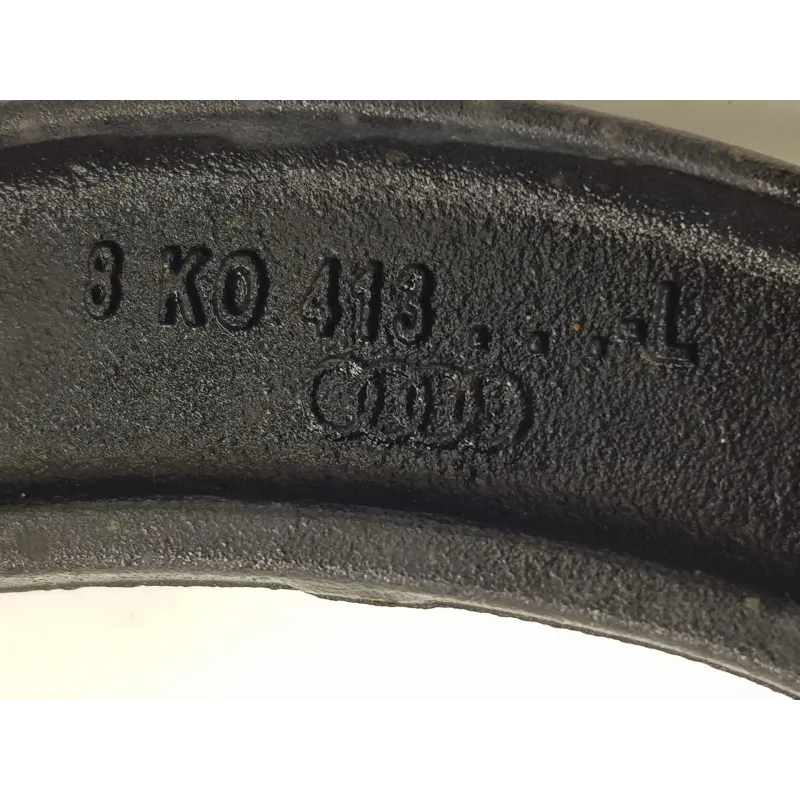 8 K0 413 . . . .-L